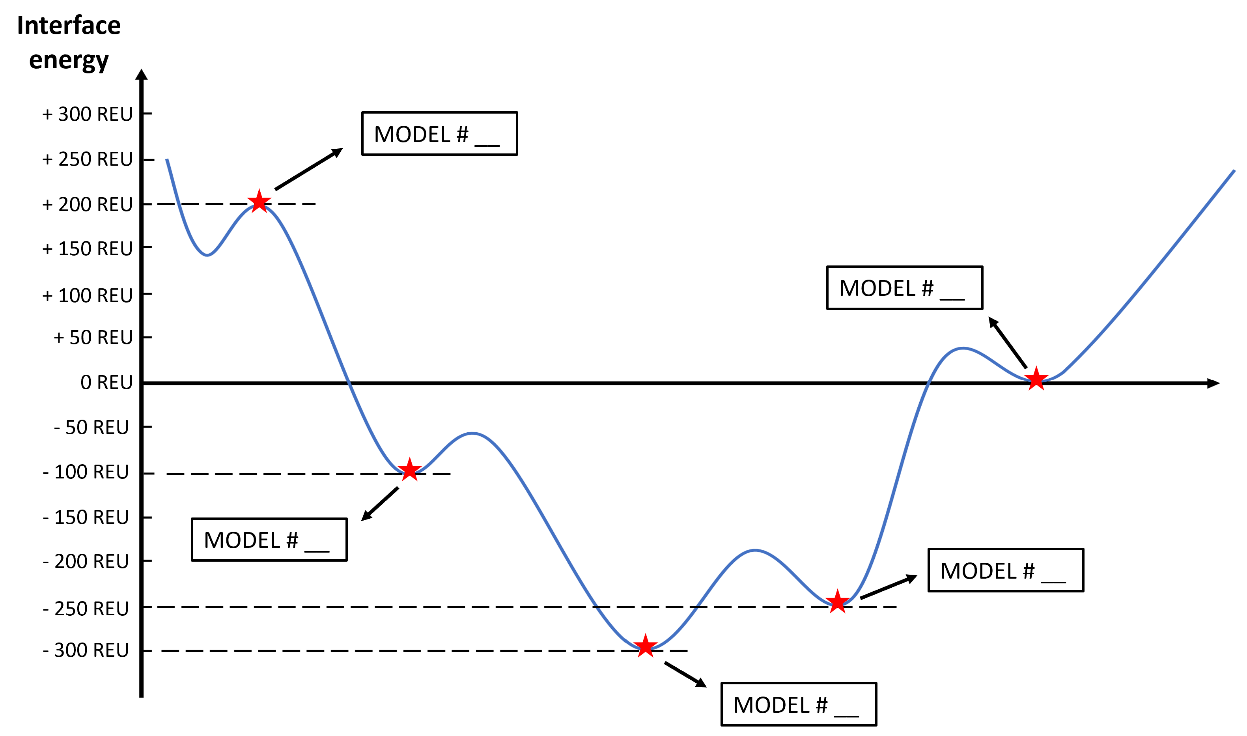 Interface
energy
+ 300 REU
+ 250 REU
+ 200 REU
+ 150 REU
+ 100 REU
+ 50 REU
0 REU
- 50 REU
- 100 REU
- 150 REU
- 200 REU
- 250 REU
- 300 REU
MODEL # __
MODEL # __
MODEL # __
MODEL # __
MODEL # __